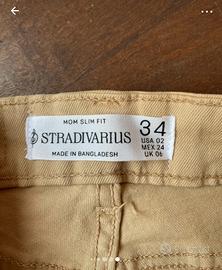 MOM SLIM FIT
STRADIVARIUS
MADE IN BANGLADESH
34
USA 02
MEX 24
UK 06